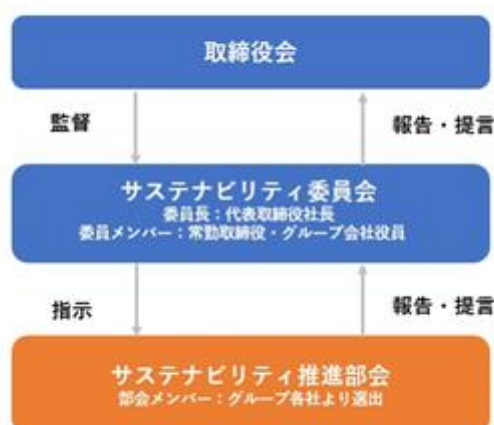 取締役会
監督
報告・提言
サステナビリティ委員会
委員長：代表取締役社長
委員メンバー：常勤取締役・グループ会社役員
指示
報告・提言
サステナビリティ推進部会
部会メンバー：グループ各社より選出